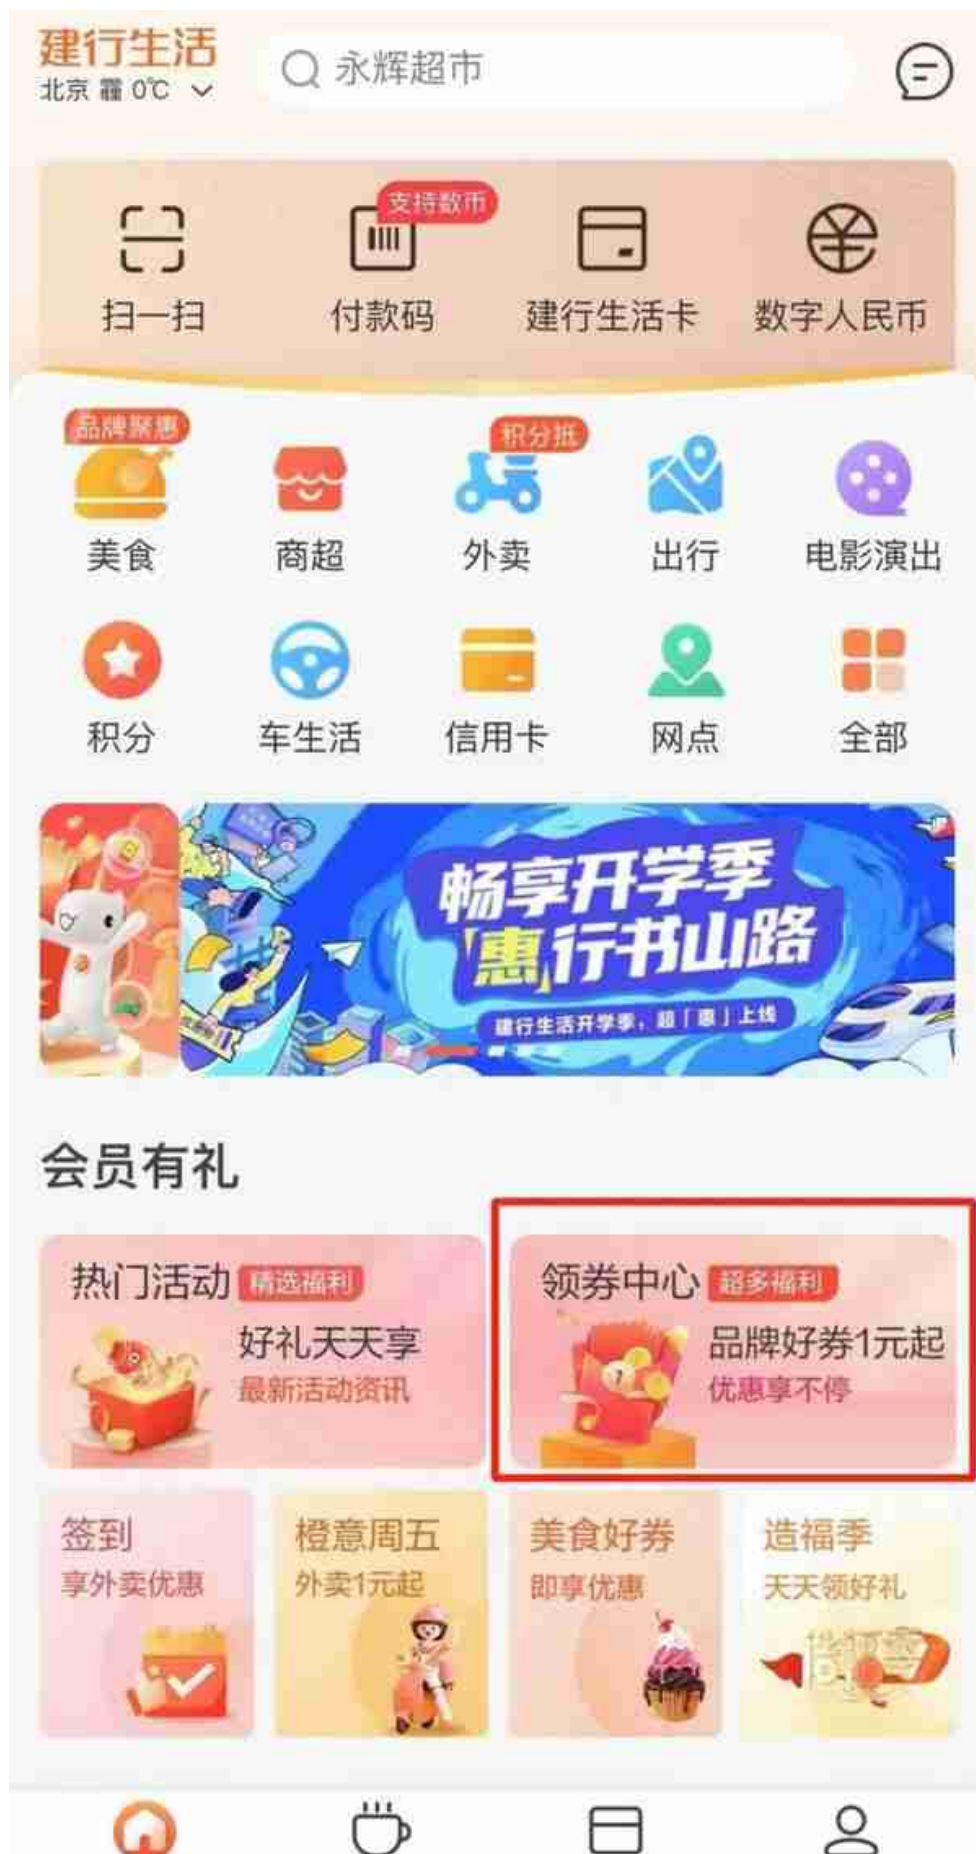 建行生活
永辉超市
北京 霾 0℃
支持数币
扫一扫
付款码
建行生活卡
数字人民币
品牌聚惠
积分抵
美食
商超
外卖
出行
电影演出
积分
车生活
信用卡
网点
全部
畅享开学季
「惠」行书山路
建行生活开学季，超「惠」上线
会员有礼
热门活动 精选福利
好礼天天享
最新活动资讯
领券中心 超多福利
品牌好券1元起
优惠享不停
签到
享外卖优惠
橙意周五
外卖1元起
美食好券
即享优惠
造福季
天天领好礼